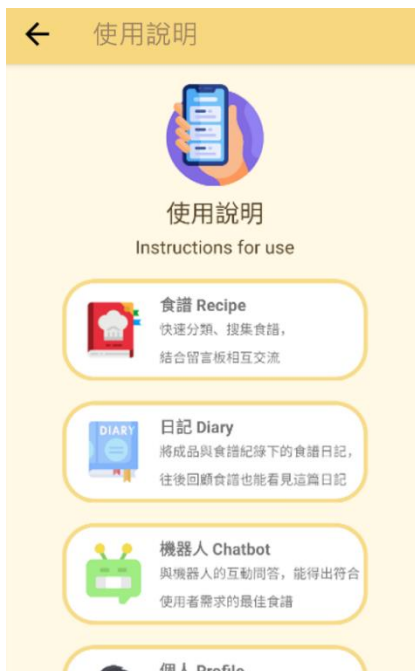 使用說明
使用說明
Instructions for use
食譜 Recipe
快速分類、搜集食譜，
結合留言板相互交流
DIARY
日記 Diary
將成品與食譜紀錄下的食譜日記，
往後回顧食譜也能看見這篇日記
機器人 Chatbot
與機器人的互動問答，能得出符合
使用者需求的最佳食譜
個人 Profile